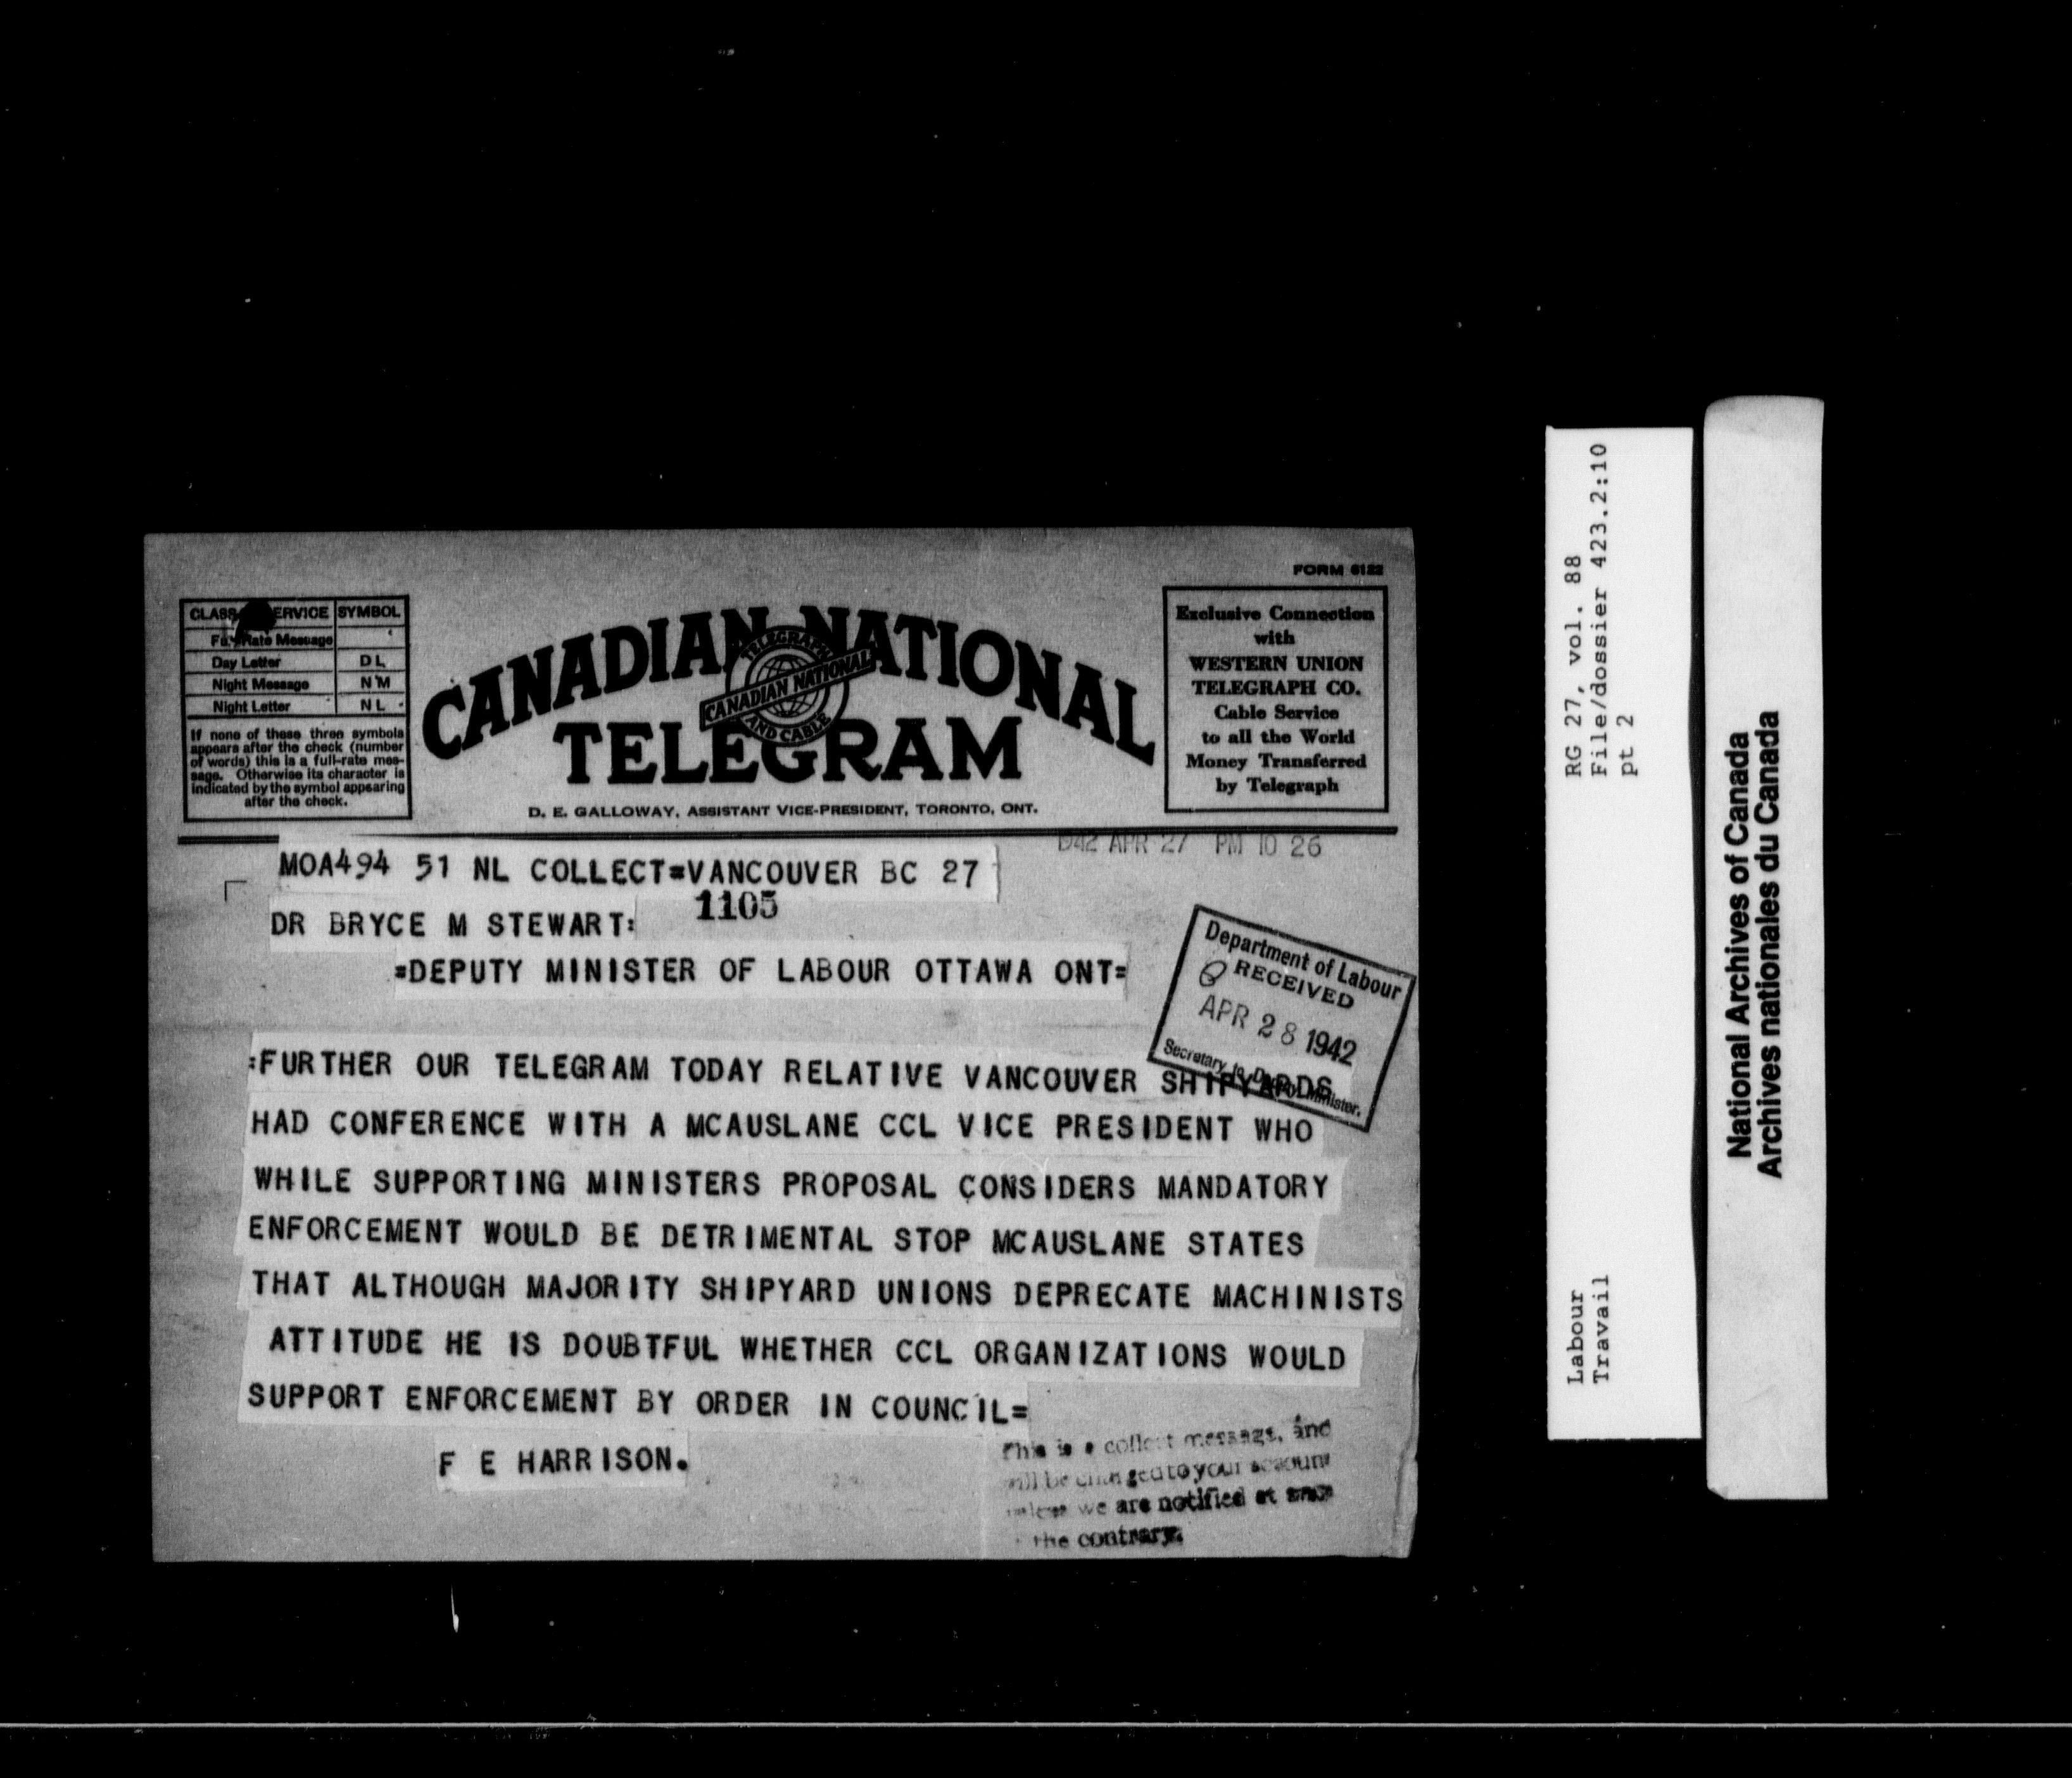 FORM 6122
CLASS SERVICE SYMBOL
Full-Rate Message
Day Letter D L
Night Message N M
Night Letter N L
If none of these three symbols
appears after the check (number
of words) this is a full-rate mes-
sage. Otherwise its character is
indicated by the symbol appearing
after the check.
CANADIAN NATIONAL
TELEGRAM
TELEGRAPH
CANADIAN NATIONAL
AND CABLE
D. E. GALLOWAY, ASSISTANT VICE-PRESIDENT, TORONTO, ONT.
Exclusive Connection
with
WESTERN UNION
TELEGRAPH CO.
Cable Service
to all the World
Money Transferred
by Telegraph
1942 APR 27 PM 10 26
MOA494 51 NL COLLECT=VANCOUVER BC 27
1105
DR BRYCE M STEWART:
=DEPUTY MINISTER OF LABOUR OTTAWA ONT=
Department of Labour
RECEIVED
APR 28 1942
Secretary to Deputy Minister.
:FURTHER OUR TELEGRAM TODAY RELATIVE VANCOUVER SHIPYARDS
HAD CONFERENCE WITH A MCAUSLANE CCL VICE PRESIDENT WHO
WHILE SUPPORTING MINISTERS PROPOSAL CONSIDERS MANDATORY
ENFORCEMENT WOULD BE DETRIMENTAL STOP MCAUSLANE STATES
THAT ALTHOUGH MAJORITY SHIPYARD UNIONS DEPRECATE MACHINISTS
ATTITUDE HE IS DOUBTFUL WHETHER CCL ORGANIZATIONS WOULD
SUPPORT ENFORCEMENT BY ORDER IN COUNCIL=
F E HARRISON.
This is a collect message, and
will be charged to your account
unless we are notified at once
the contrary.
RG 27, vol. 88
File/dossier 423.2:10
pt 2
Labour
Travail
National Archives of Canada
Archives nationales du Canada